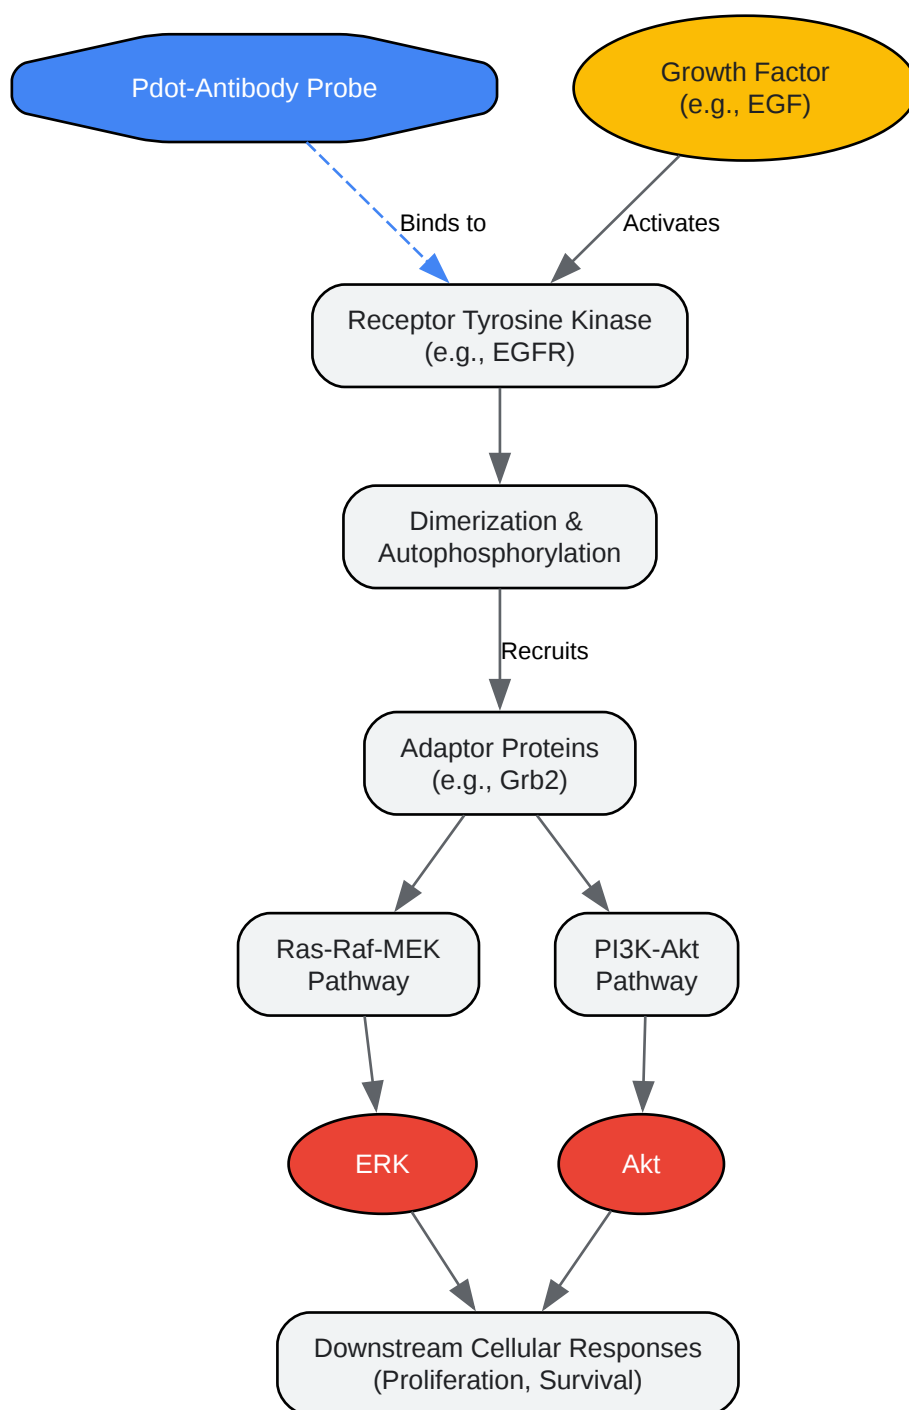 Pdot-Antibody Probe
Growth Factor
(e.g., EGF)
Binds to
Activates
Receptor Tyrosine Kinase
(e.g., EGFR)
Dimerization &
Autophosphorylation
Recruits
Adaptor Proteins
(e.g., Grb2)
Ras-Raf-MEK
Pathway
PI3K-Akt
Pathway
ERK
Akt
Downstream Cellular Responses
(Proliferation, Survival)